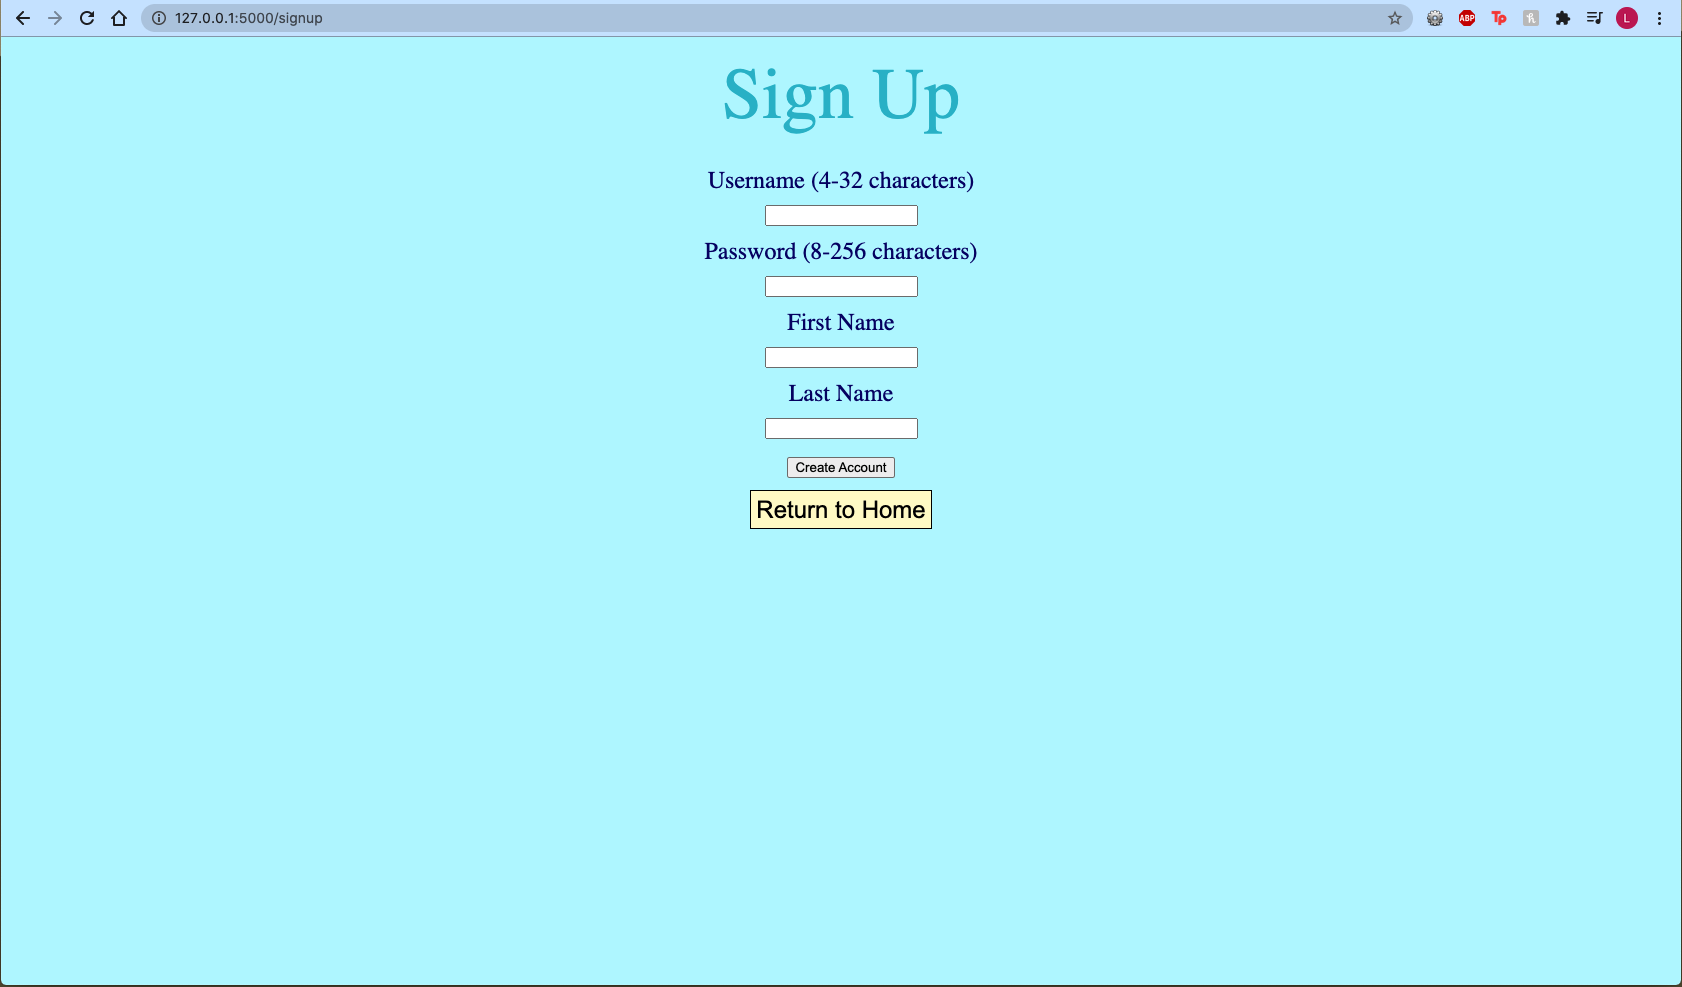 127.0.0.1:5000/signup
ABP
Tp
L
Sign Up
Username (4-32 characters)
Password (8-256 characters)
First Name
Last Name
Create Account
Return to Home